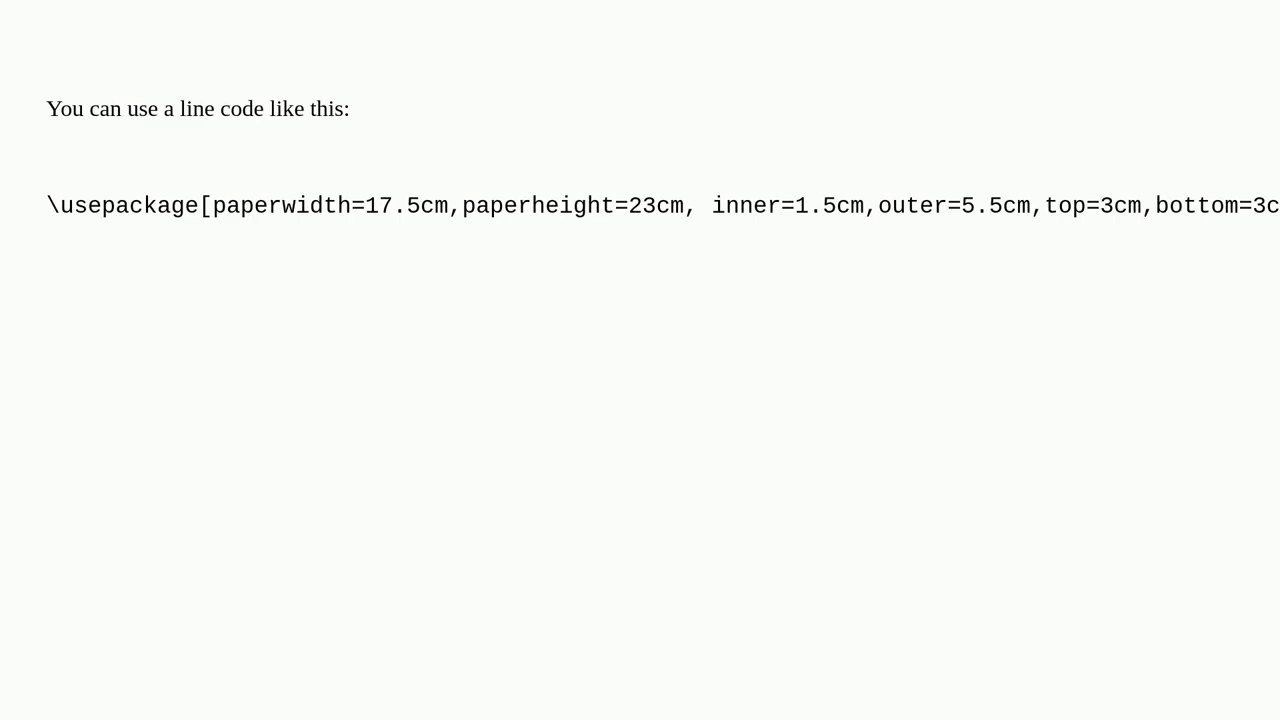 You can use a line code like this:
\usepackage[paperwidth=17.5cm,paperheight=23cm, inner=1.5cm,outer=5.5cm,top=3cm,bottom=3c